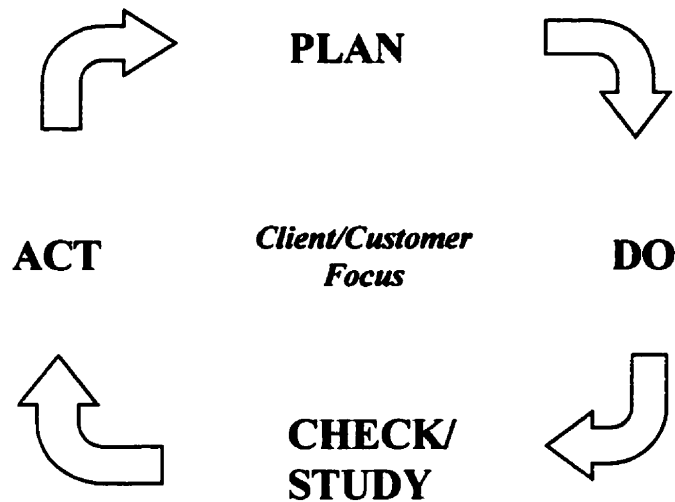 PLAN
ACT
Client/Customer
Focus
DO
CHECK/
STUDY